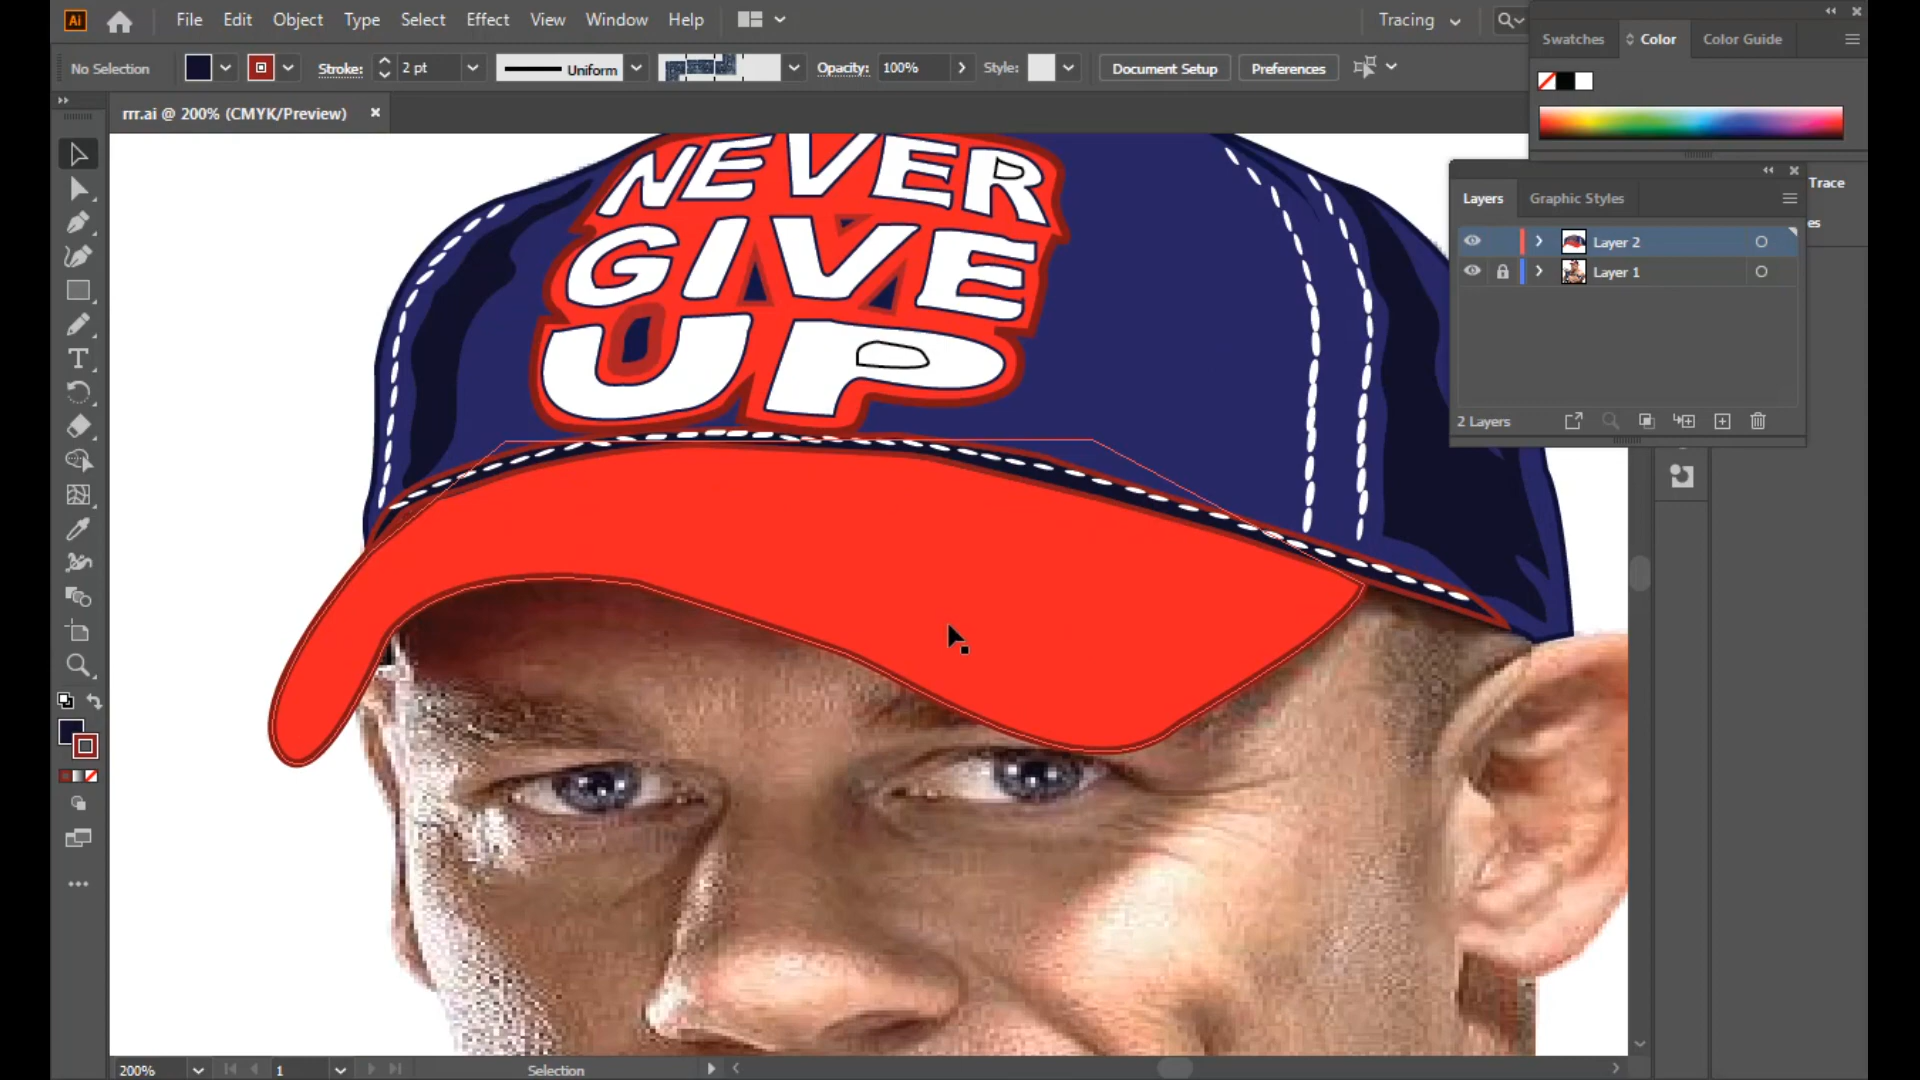 Ai File Edit Object Type Select Effect View Window Help Tracing
No Selection Stroke: 2 pt Uniform Opacity: 100% Style: Document Setup Preferences
Swatches Color Color Guide
rrr.ai @ 200% (CMYK/Preview)
Trace
es
Layers Graphic Styles
Layer 2
Layer 1
2 Layers
NEVER
GIVE
UP
200% 1 Selection